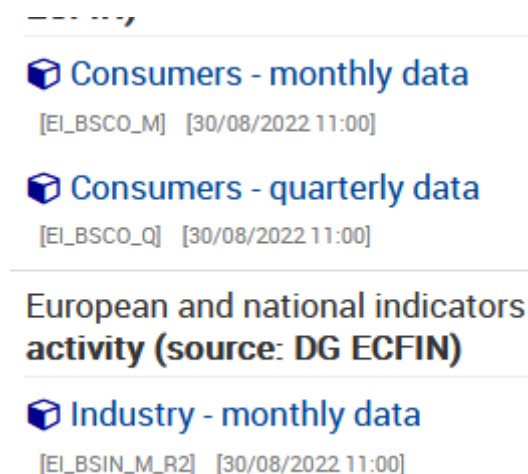 Consumers - monthly data
[EI_BSCO_M] [30/08/2022 11:00]
Consumers - quarterly data
[EI_BSCO_Q] [30/08/2022 11:00]
European and national indicators
activity (source: DG ECFIN)
Industry - monthly data
[EI_BSIN_M_R2] [30/08/2022 11:00]